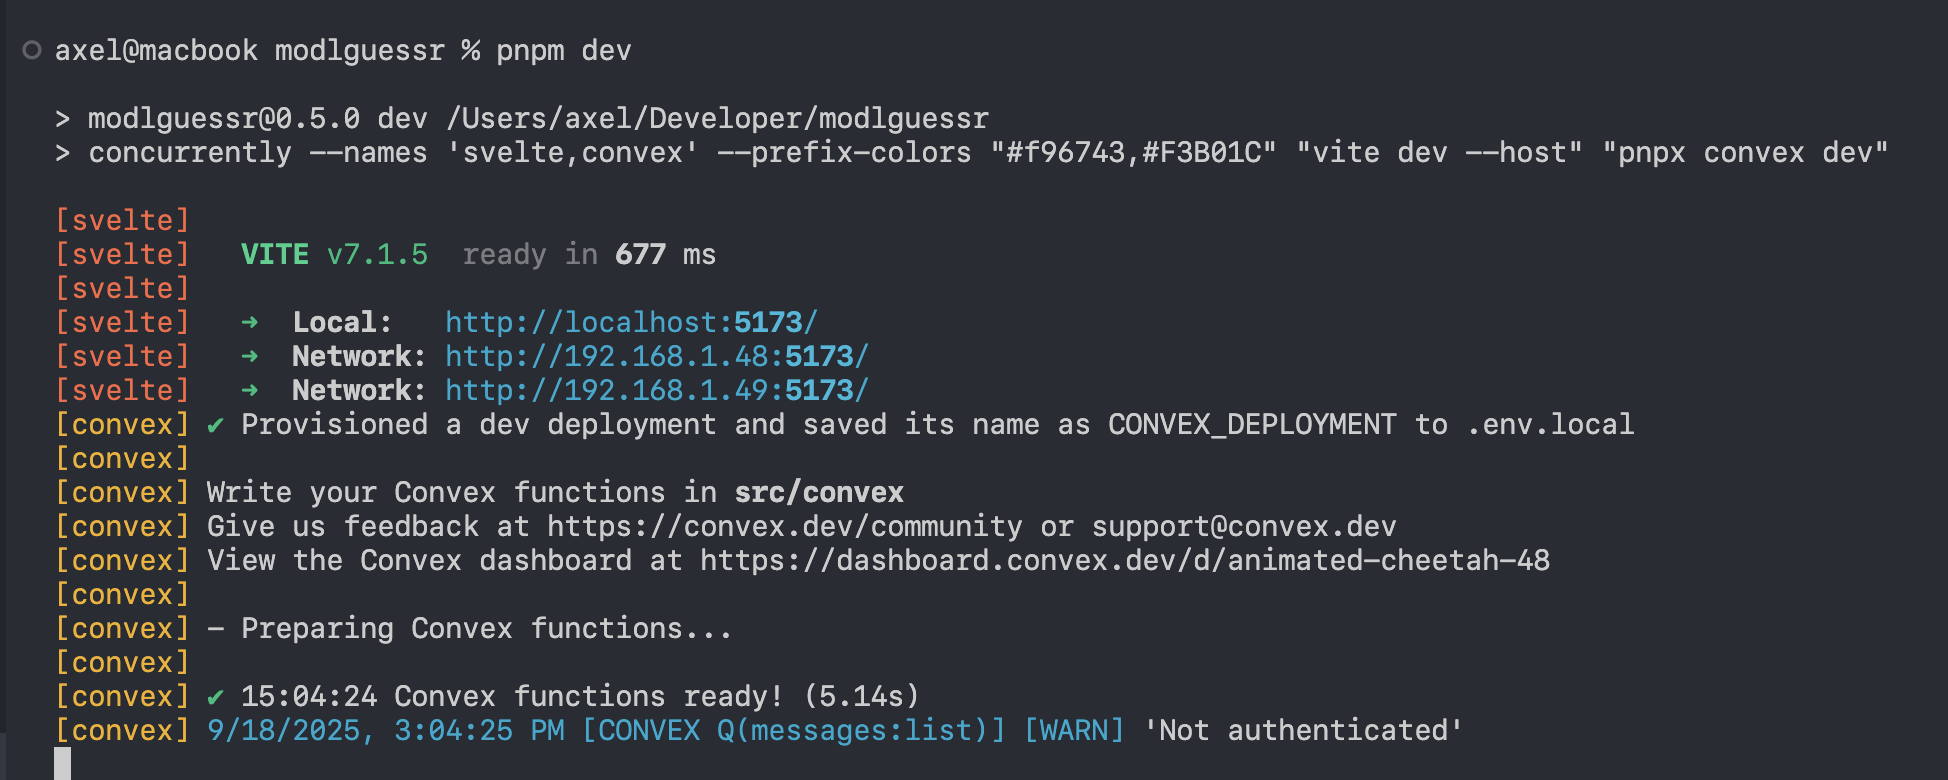 axel@macbook modlguessr % pnpm dev
> modlguessr@0.5.0 dev /Users/axel/Developer/modlguessr
> concurrently --names 'svelte,convex' --prefix-colors "#f96743,#F3B01C" "vite dev --host" "pnpx convex dev"
[svelte]
[svelte]   VITE v7.1.5  ready in 677 ms
[svelte]
[svelte]   ➜  Local:   http://localhost:5173/
[svelte]   ➜  Network: http://192.168.1.48:5173/
[svelte]   ➜  Network: http://192.168.1.49:5173/
[convex] ✔ Provisioned a dev deployment and saved its name as CONVEX_DEPLOYMENT to .env.local
[convex]
[convex] Write your Convex functions in src/convex
[convex] Give us feedback at https://convex.dev/community or support@convex.dev
[convex] View the Convex dashboard at https://dashboard.convex.dev/d/animated-cheetah-48
[convex]
[convex] - Preparing Convex functions...
[convex]
[convex] ✔ 15:04:24 Convex functions ready! (5.14s)
[convex] 9/18/2025, 3:04:25 PM [CONVEX Q(messages:list)] [WARN] 'Not authenticated'